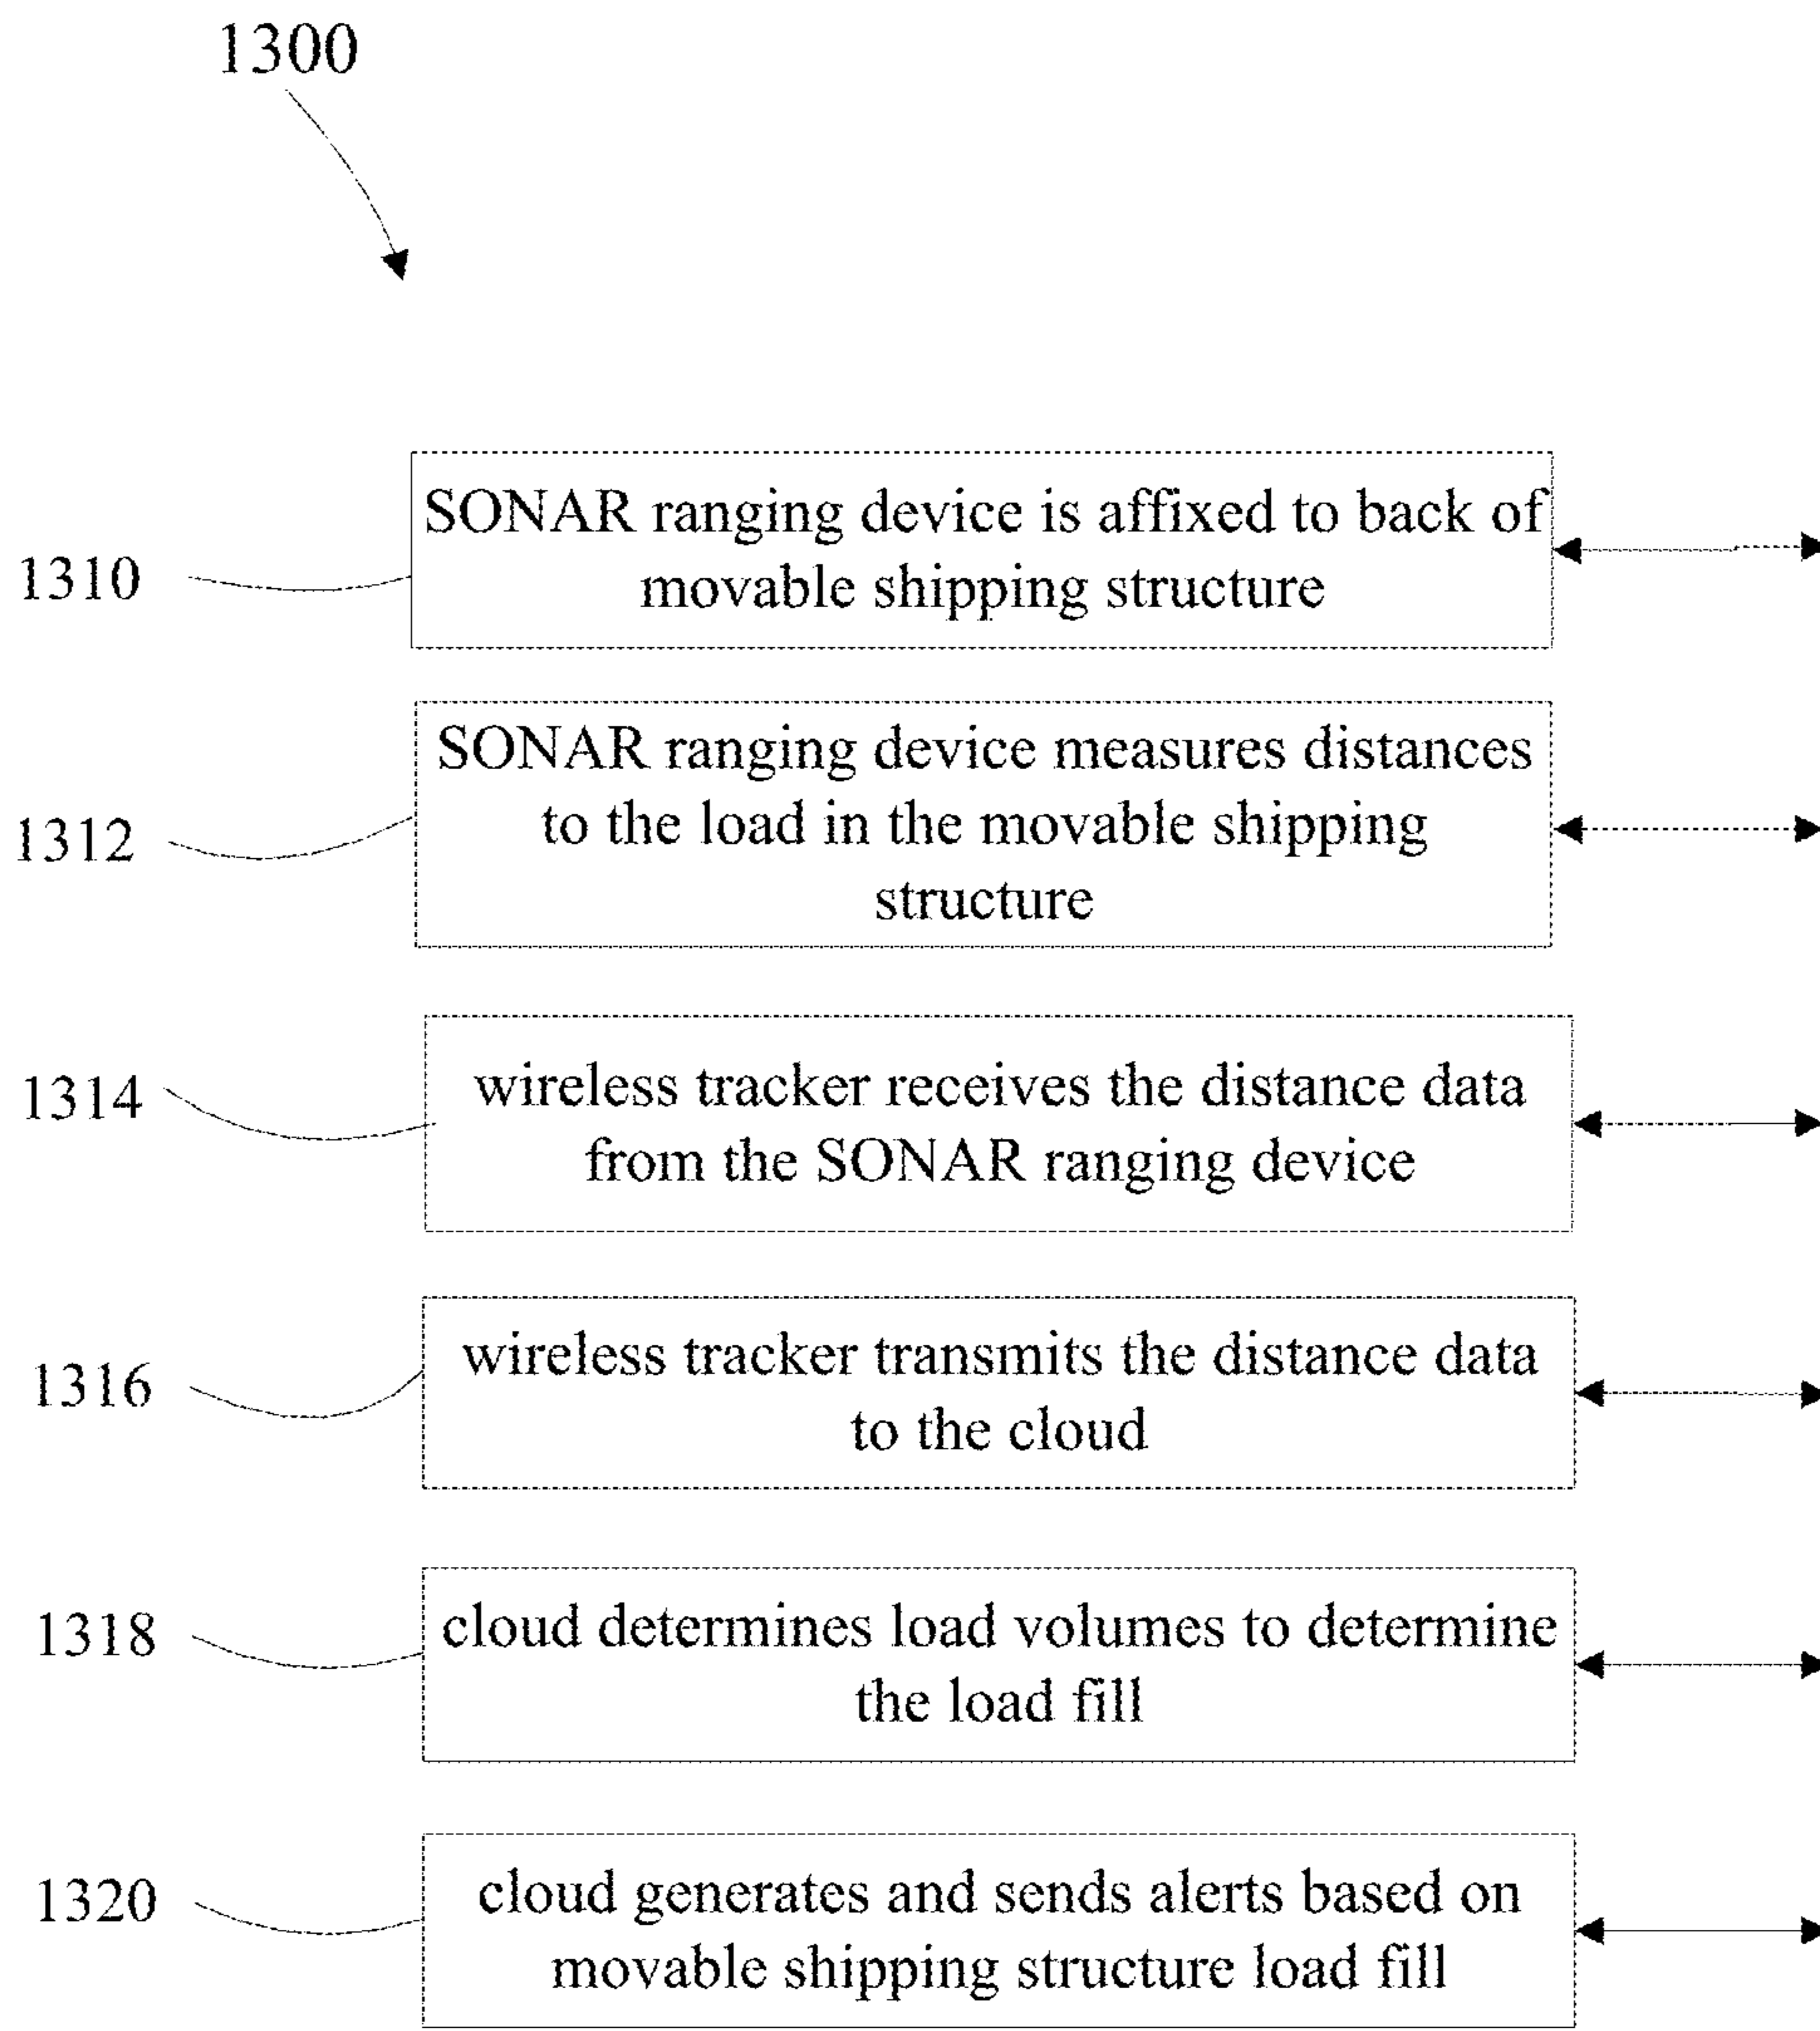 1300
SONAR ranging device is affixed to back of
movable shipping structure
1310
SONAR ranging device measures distances
to the load in the movable shipping
structure
1312
wireless tracker receives the distance data
from the SONAR ranging device
1314
wireless tracker transmits the distance data
to the cloud
1316
cloud determines load volumes to determine
the load fill
1318
cloud generates and sends alerts based on
movable shipping structure load fill
1320